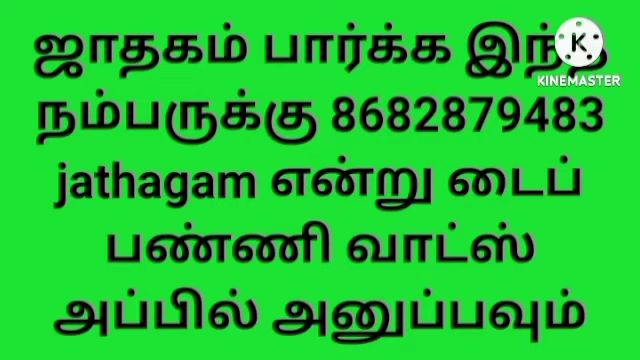 ஜாதகம் பார்க்க இந்த
நம்பருக்கு 8682879483
jathagam என்று டைப்
பண்ணி வாட்ஸ்
அப்பில் அனுப்பவும்
K
KINEMASTER